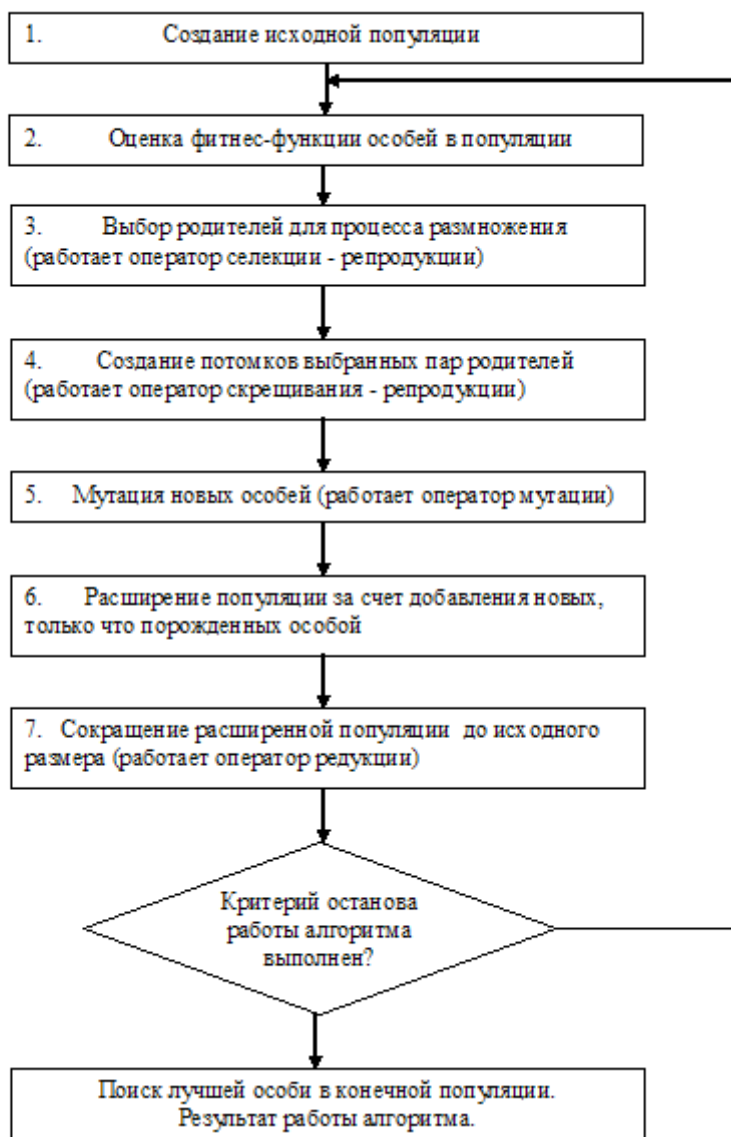 1. Создание исходной популяции
2. Оценка фитнес-функции особей в популяции
3. Выбор родителей для процесса размножения
(работает оператор селекции - репродукции)
4. Создание потомков выбранных пар родителей
(работает оператор скрещивания - репродукции)
5. Мутация новых особей (работает оператор мутации)
6. Расширение популяции за счет добавления новых,
только что порожденных особой
7. Сокращение расширенной популяции до исходного
размера (работает оператор редукции)
Критерий останова
работы алгоритма
выполнен?
Поиск лучшей особи в конечной популяции.
Результат работы алгоритма.